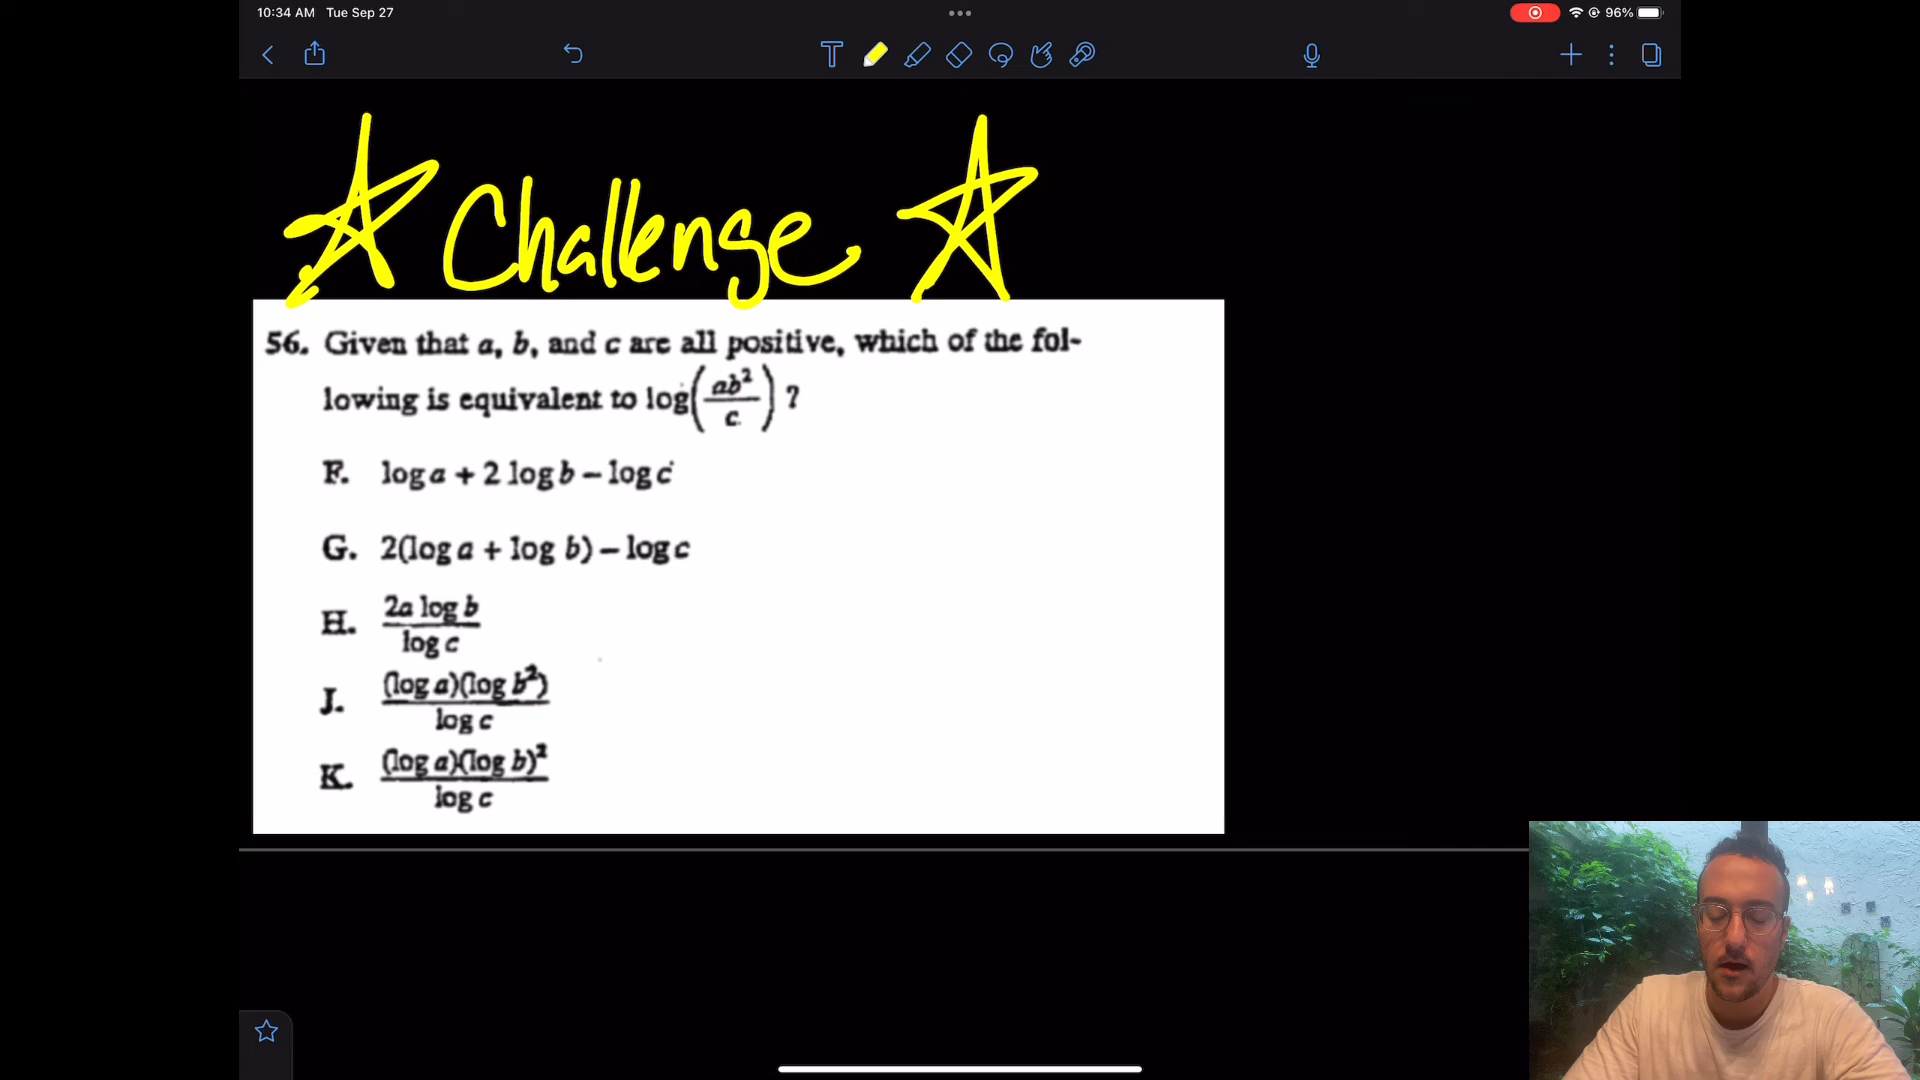 10:34 AM Tue Sep 27
96%
Challenge
56. Given that a, b, and c are all positive, which of the fol-
lowing is equivalent to log(ab²/c) ?
F. log a + 2 log b – log c
G. 2(log a + log b) – log c
H. 2a log b / log c
J. (log a)(log b²) / log c
K. (log a)(log b)² / log c